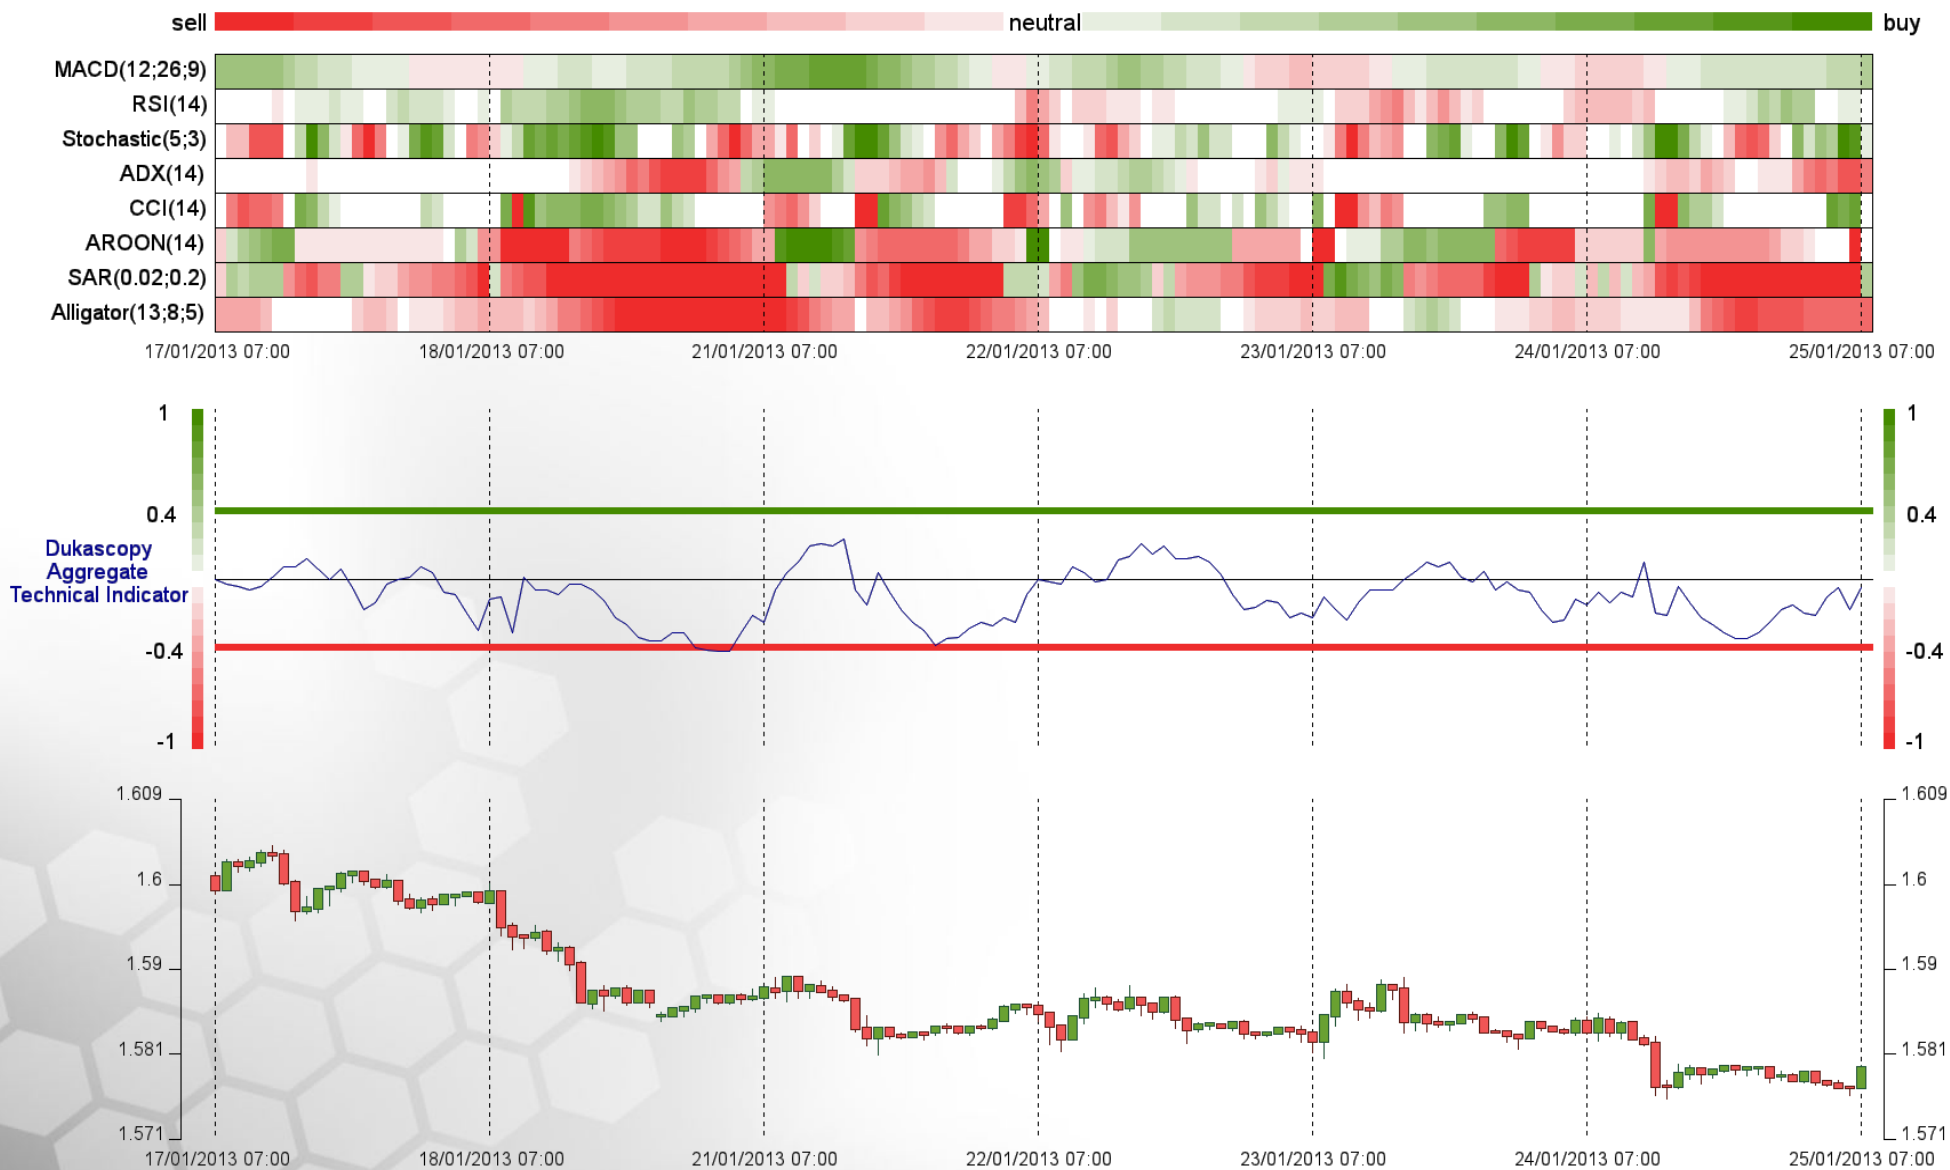 sell neutral buy
MACD(12;26;9)
RSI(14)
Stochastic(5;3)
ADX(14)
CCI(14)
AROON(14)
SAR(0.02;0.2)
Alligator(13;8;5)
17/01/2013 07:00 18/01/2013 07:00 21/01/2013 07:00 22/01/2013 07:00 23/01/2013 07:00 24/01/2013 07:00 25/01/2013 07:00
1 1
0.4 0.4
Dukascopy
Aggregate
Technical Indicator
-0.4 -0.4
-1 -1
1.609 1.609
1.6 1.6
1.59 1.59
1.581 1.581
1.571 1.571
17/01/2013 07:00 18/01/2013 07:00 21/01/2013 07:00 22/01/2013 07:00 23/01/2013 07:00 24/01/2013 07:00 25/01/2013 07:00